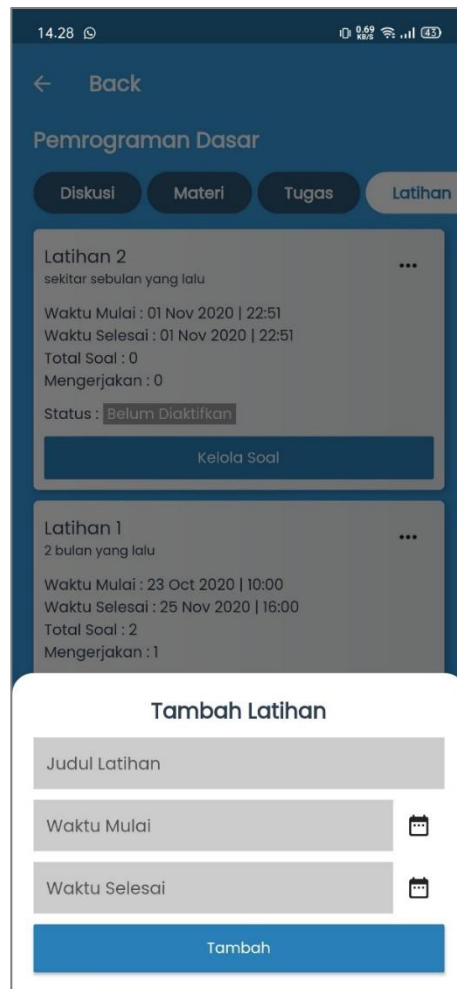 14.28
0.69 KB/S
43
Back
Pemrograman Dasar
Diskusi Materi Tugas Latihan
Latihan 2
sekitar sebulan yang lalu
Waktu Mulai : 01 Nov 2020 | 22:51
Waktu Selesai : 01 Nov 2020 | 22:51
Total Soal : 0
Mengerjakan : 0
Status : Belum Diaktifkan
Kelola Soal
Latihan 1
2 bulan yang lalu
Waktu Mulai : 23 Oct 2020 | 10:00
Waktu Selesai : 25 Nov 2020 | 16:00
Total Soal : 2
Mengerjakan : 1
Tambah Latihan
Judul Latihan
Waktu Mulai
Waktu Selesai
Tambah